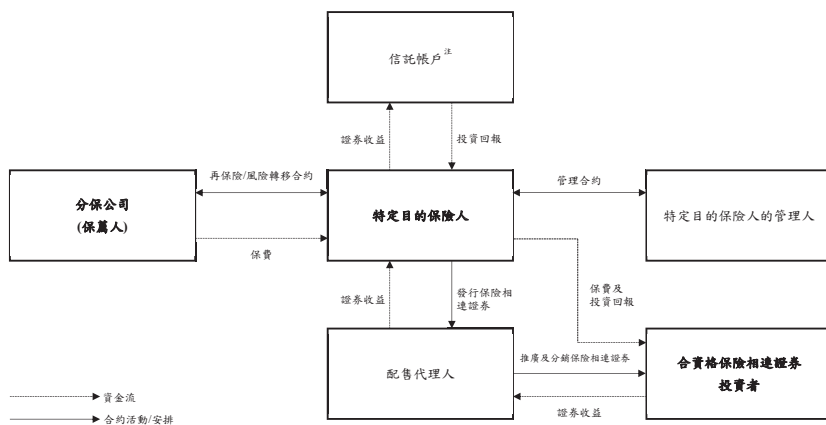 信託帳戶註
證券收益
投資回報
再保險/風險轉移合約
管理合約
分保公司
(保薦人)
特定目的保險人
特定目的保險人的管理人
保費
證券收益
發行保險相
連證券
保費及
投資回報
配售代理人
推廣及分銷保險相連證券
合資格保險相連證券
投資者
證券收益
資金流
合約活動/安排